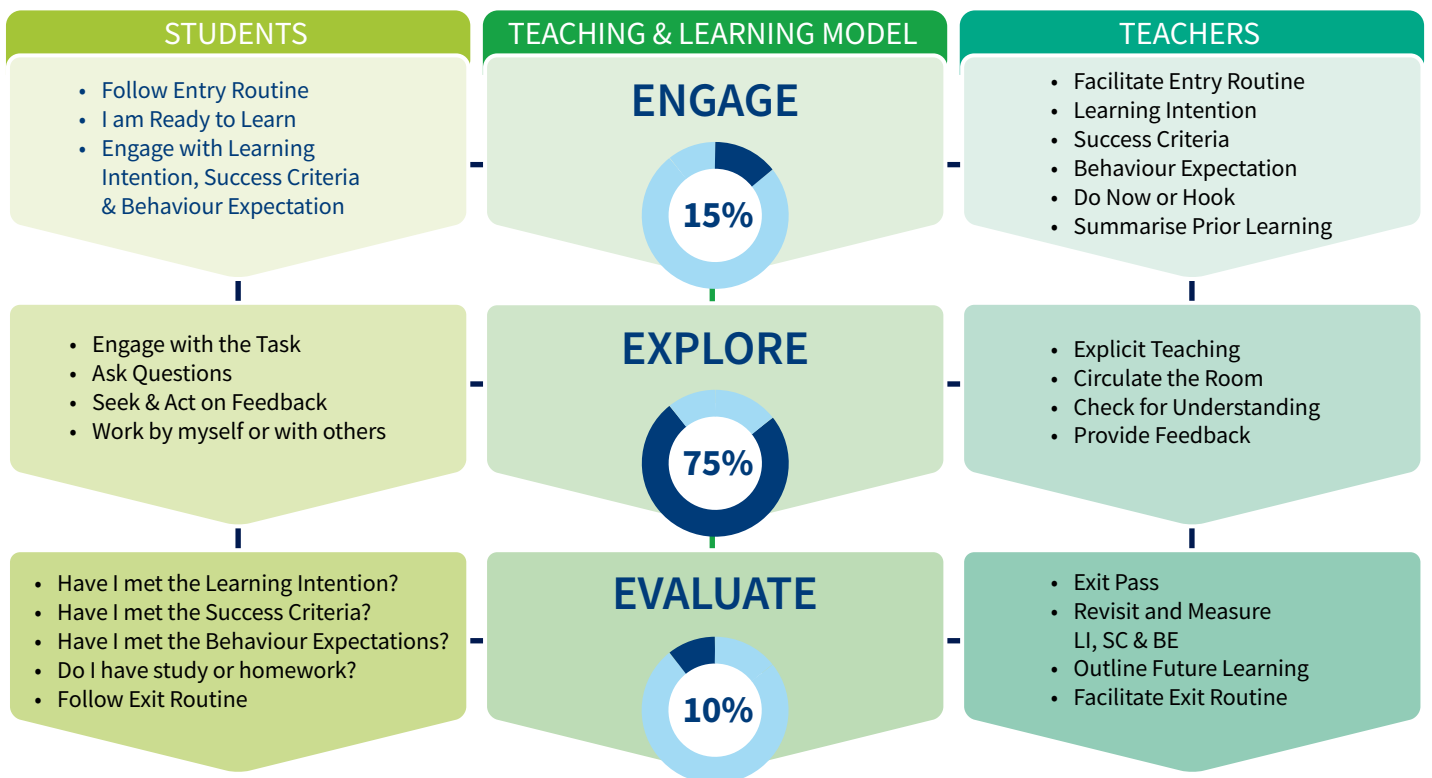 STUDENTS
TEACHING & LEARNING MODEL
TEACHERS
• Follow Entry Routine
• I am Ready to Learn
• Engage with Learning
Intention, Success Criteria
& Behaviour Expectation
ENGAGE
15%
• Facilitate Entry Routine
• Learning Intention
• Success Criteria
• Behaviour Expectation
• Do Now or Hook
• Summarise Prior Learning
• Engage with the Task
• Ask Questions
• Seek & Act on Feedback
• Work by myself or with others
EXPLORE
75%
• Explicit Teaching
• Circulate the Room
• Check for Understanding
• Provide Feedback
• Have I met the Learning Intention?
• Have I met the Success Criteria?
• Have I met the Behaviour Expectations?
• Do I have study or homework?
• Follow Exit Routine
EVALUATE
10%
• Exit Pass
• Revisit and Measure
LI, SC & BE
• Outline Future Learning
• Facilitate Exit Routine